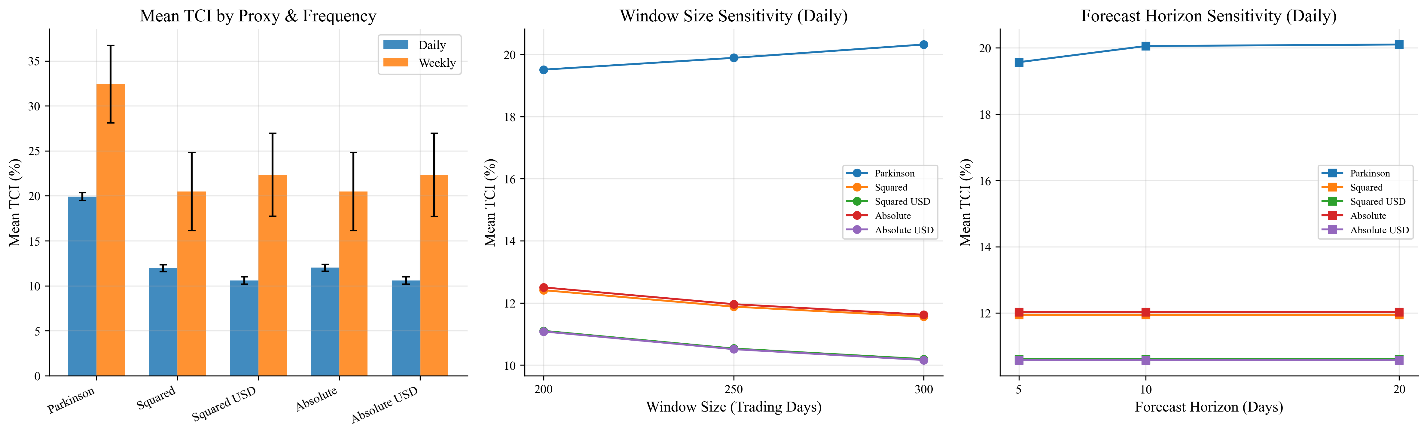 Mean TCI by Proxy & Frequency
Mean TCI (%)
35
30
25
20
15
10
5
0
Daily
Weekly
Parkinson
Squared
Squared USD
Absolute
Absolute USD
Window Size Sensitivity (Daily)
Mean TCI (%)
20
18
16
14
12
10
Parkinson
Squared
Squared USD
Absolute
Absolute USD
200
250
300
Window Size (Trading Days)
Forecast Horizon Sensitivity (Daily)
Mean TCI (%)
20
18
16
14
12
Parkinson
Squared
Squared USD
Absolute
Absolute USD
5
10
20
Forecast Horizon (Days)